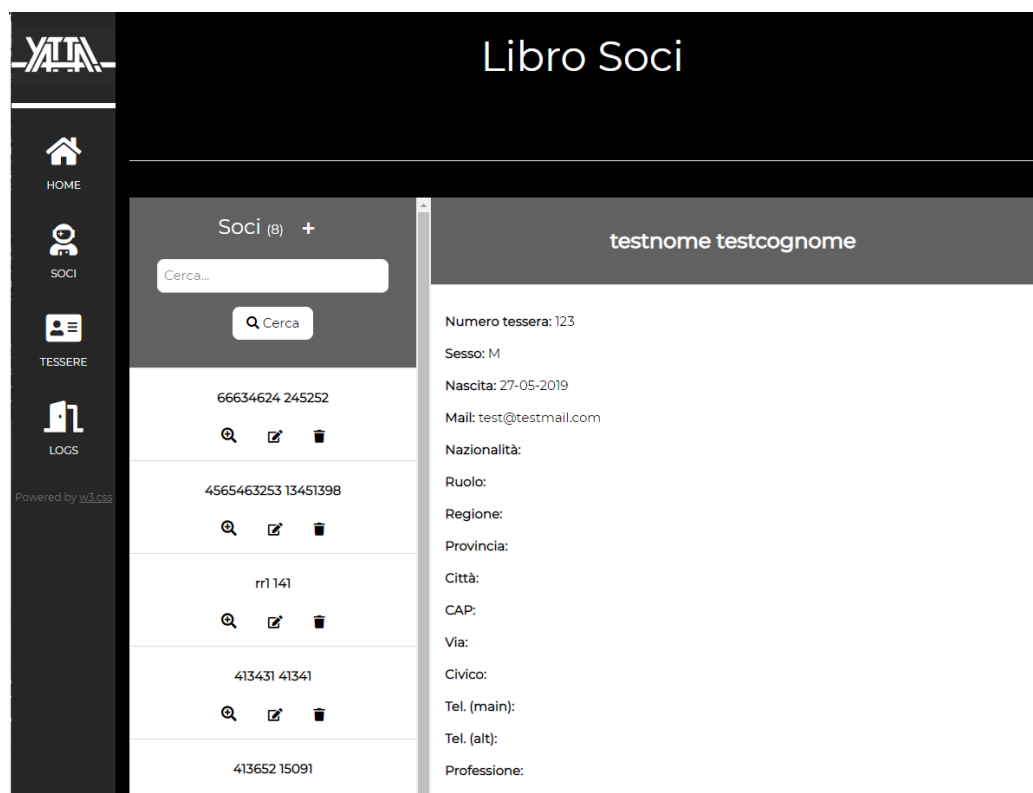 YATTA
Libro Soci
HOME
SOCI
TESSERE
LOGS
Powered by w3.css
Soci (8) +
Cerca...
Cerca
66634624 245252
4565463253 13451398
rr1 141
413431 41341
413652 15091
testnome testcognome
Numero tessera: 123
Sesso: M
Nascita: 27-05-2019
Mail: test@testmail.com
Nazionalità:
Ruolo:
Regione:
Provincia:
Città:
CAP:
Via:
Civico:
Tel. (main):
Tel. (alt):
Professione: